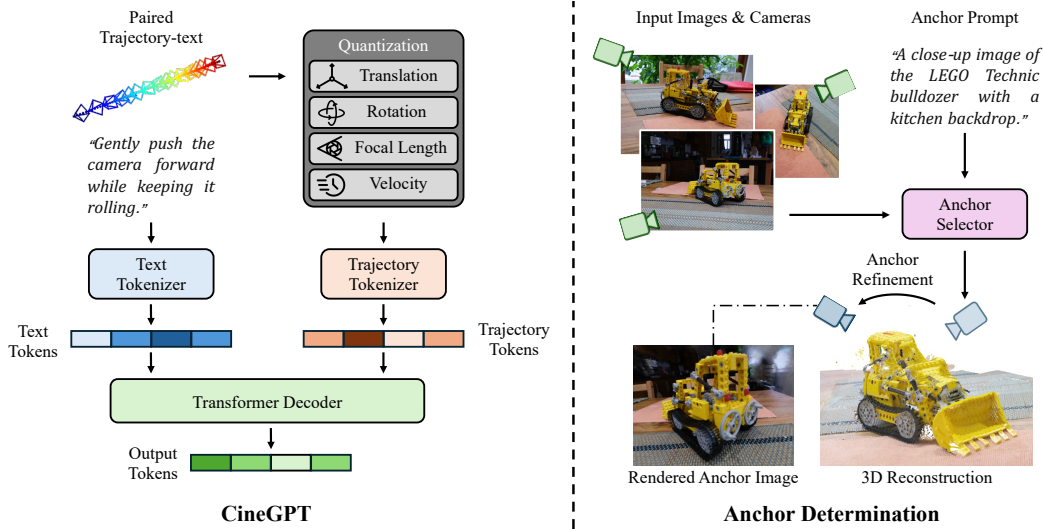 Paired
Trajectory-text
"Gently push the
camera forward
while keeping it
rolling."
Quantization
Translation
Rotation
Focal Length
Velocity
Text
Tokenizer
Trajectory
Tokenizer
Text
Tokens
Trajectory
Tokens
Transformer Decoder
Output
Tokens
CineGPT
Input Images & Cameras
Anchor Prompt
"A close-up image of
the LEGO Technic
bulldozer with a
kitchen backdrop."
Anchor
Selector
Anchor
Refinement
Rendered Anchor Image
3D Reconstruction
Anchor Determination